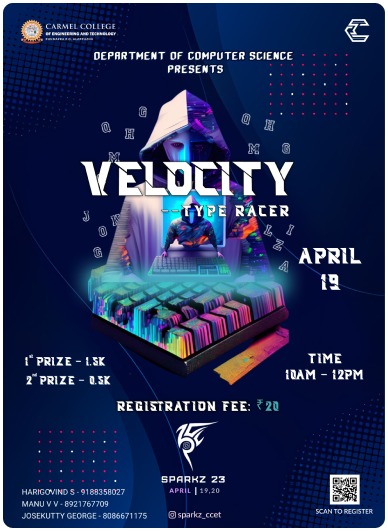 CARMEL COLLEGE
OF ENGINEERING AND TECHNOLOGY
DEPARTMENT OF COMPUTER SCIENCE
PRESENTS
Q H G Q H
M M G
VELOCITY
--TYPE RACER
J O K L I
G Z A
APRIL
19
1st PRIZE - 1.5K
2nd PRIZE - 0.5K
TIME
10AM - 12PM
REGISTRATION FEE: ₹20
SPARKZ 23
APRIL | 19,20
HARIGOVIND S - 9188358027
MANU V V - 8921767709
JOSEKUTTY GEORGE - 8086671175
sparkz_ccet
SCAN TO REGISTER